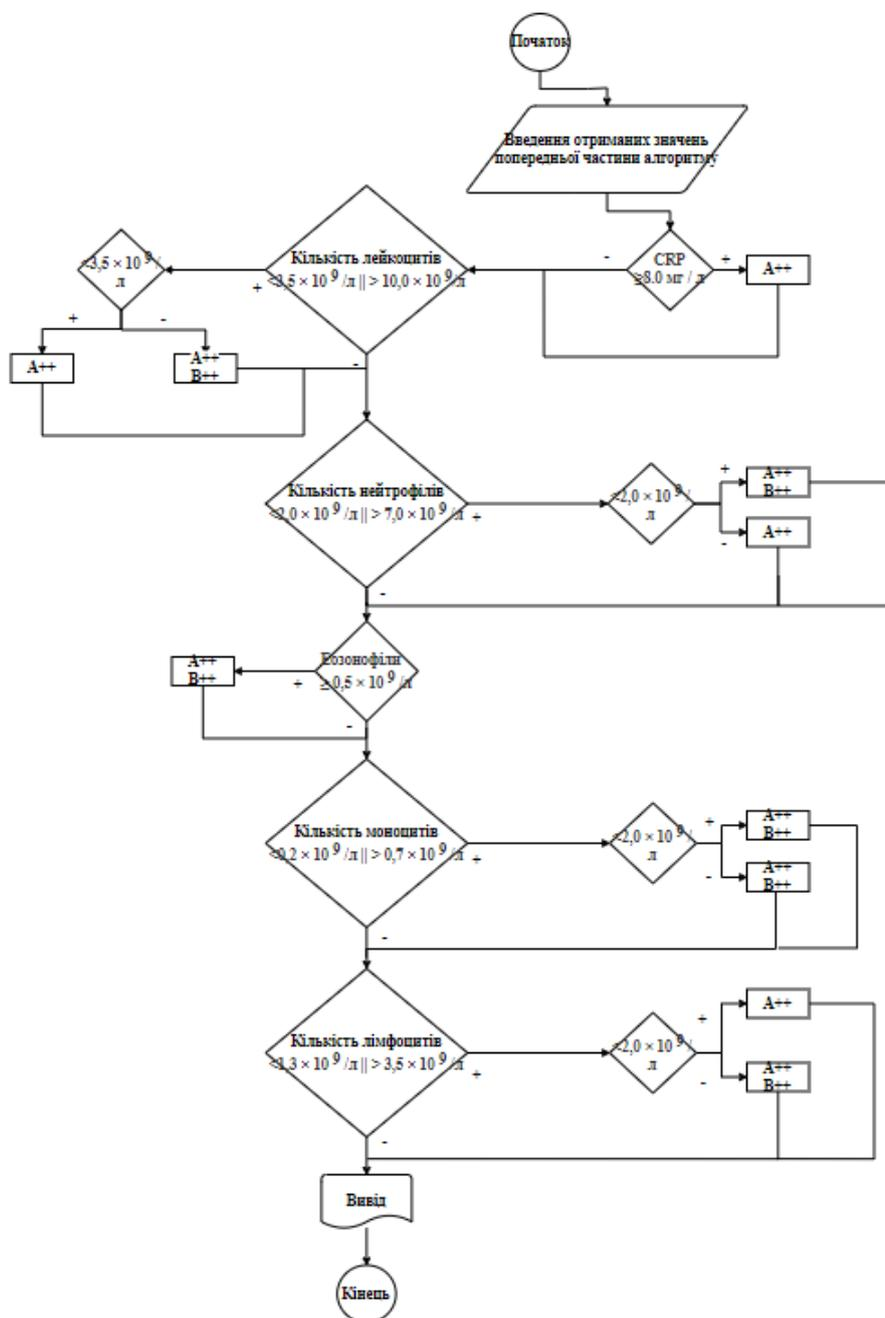 Початок
Введення отриманих значень
попередньої частини алгоритму
CRP
≥8.0 мг / л
-
+
A++
Кількість лейкоцитів
<3,5 × 10 9 /л || > 10,0 × 10 9 /л
+
-
<3,5 × 10 9 /
л
+
-
A++
A++
B++
Кількість нейтрофілів
<2,0 × 10 9 /л || > 7,0 × 10 9 /л
+
-
<2,0 × 10 9 /
л
+
-
A++
B++
A++
Еозонофіли
≥ 0,5 × 10 9 /л
+
-
A++
B++
Кількість моноцитів
<0,2 × 10 9 /л || > 0,7 × 10 9 /л
+
-
<2,0 × 10 9 /
л
+
-
A++
B++
A++
B++
Кількість лімфоцитів
<1,3 × 10 9 /л || > 3,5 × 10 9 /л
+
-
<2,0 × 10 9 /
л
+
-
A++
A++
B++
Вивід
Кінець